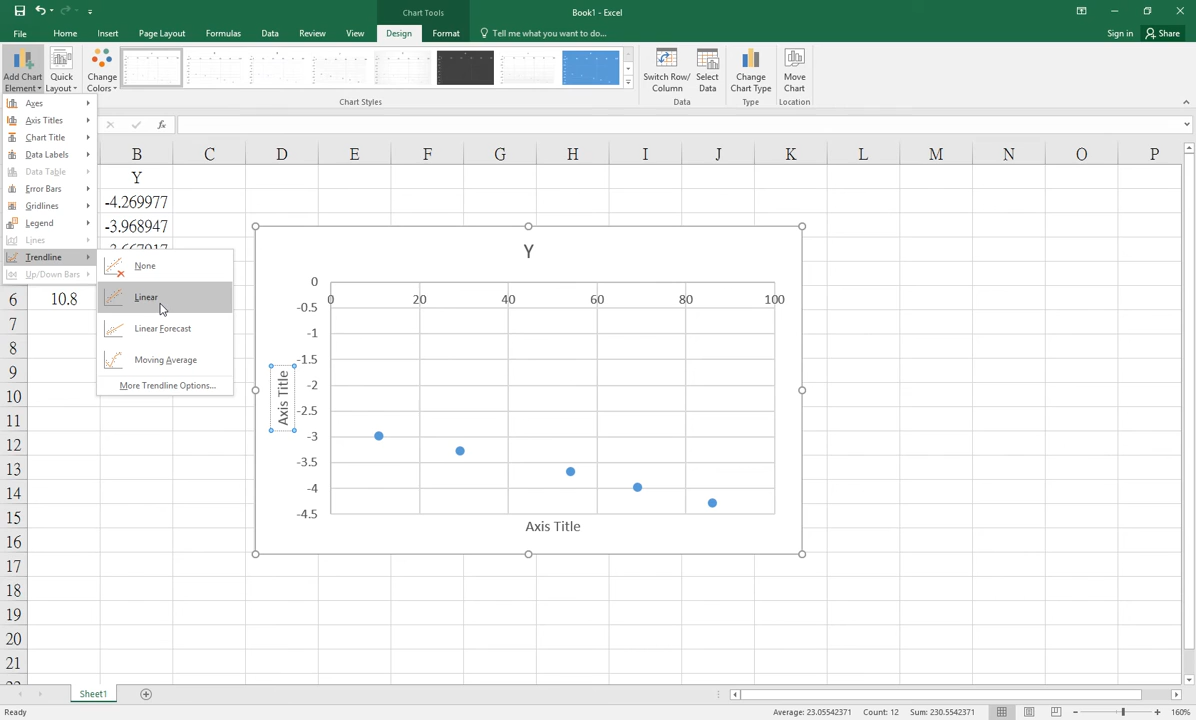 Chart Tools
Book1 - Excel
File
Home
Insert
Page Layout
Formulas
Data
Review
View
Design
Format
Tell me what you want to do...
Sign in
Share
Add Chart Element
Quick Layout
Change Colors
Chart Styles
Switch Row/Column
Select Data
Data
Change Chart Type
Type
Move Chart
Location
Axes
Axis Titles
Chart Title
Data Labels
Data Table
Error Bars
Gridlines
Legend
Lines
Trendline
Up/Down Bars
None
Linear
Linear Forecast
Moving Average
More Trendline Options...
fx
B C D E F G H I J K L M N O P
Y
-4.269977
-3.968947
-3.667917
6 10.8
7
8
9
10
11
12
13
14
15
16
17
18
19
20
21
Y
0
0 20 40 60 80 100
-0.5
-1
-1.5
-2
-2.5
-3
-3.5
-4
-4.5
Axis Title
Axis Title
Sheet1
Ready
Average: 23.05542371 Count: 12 Sum: 230.5542371
160%